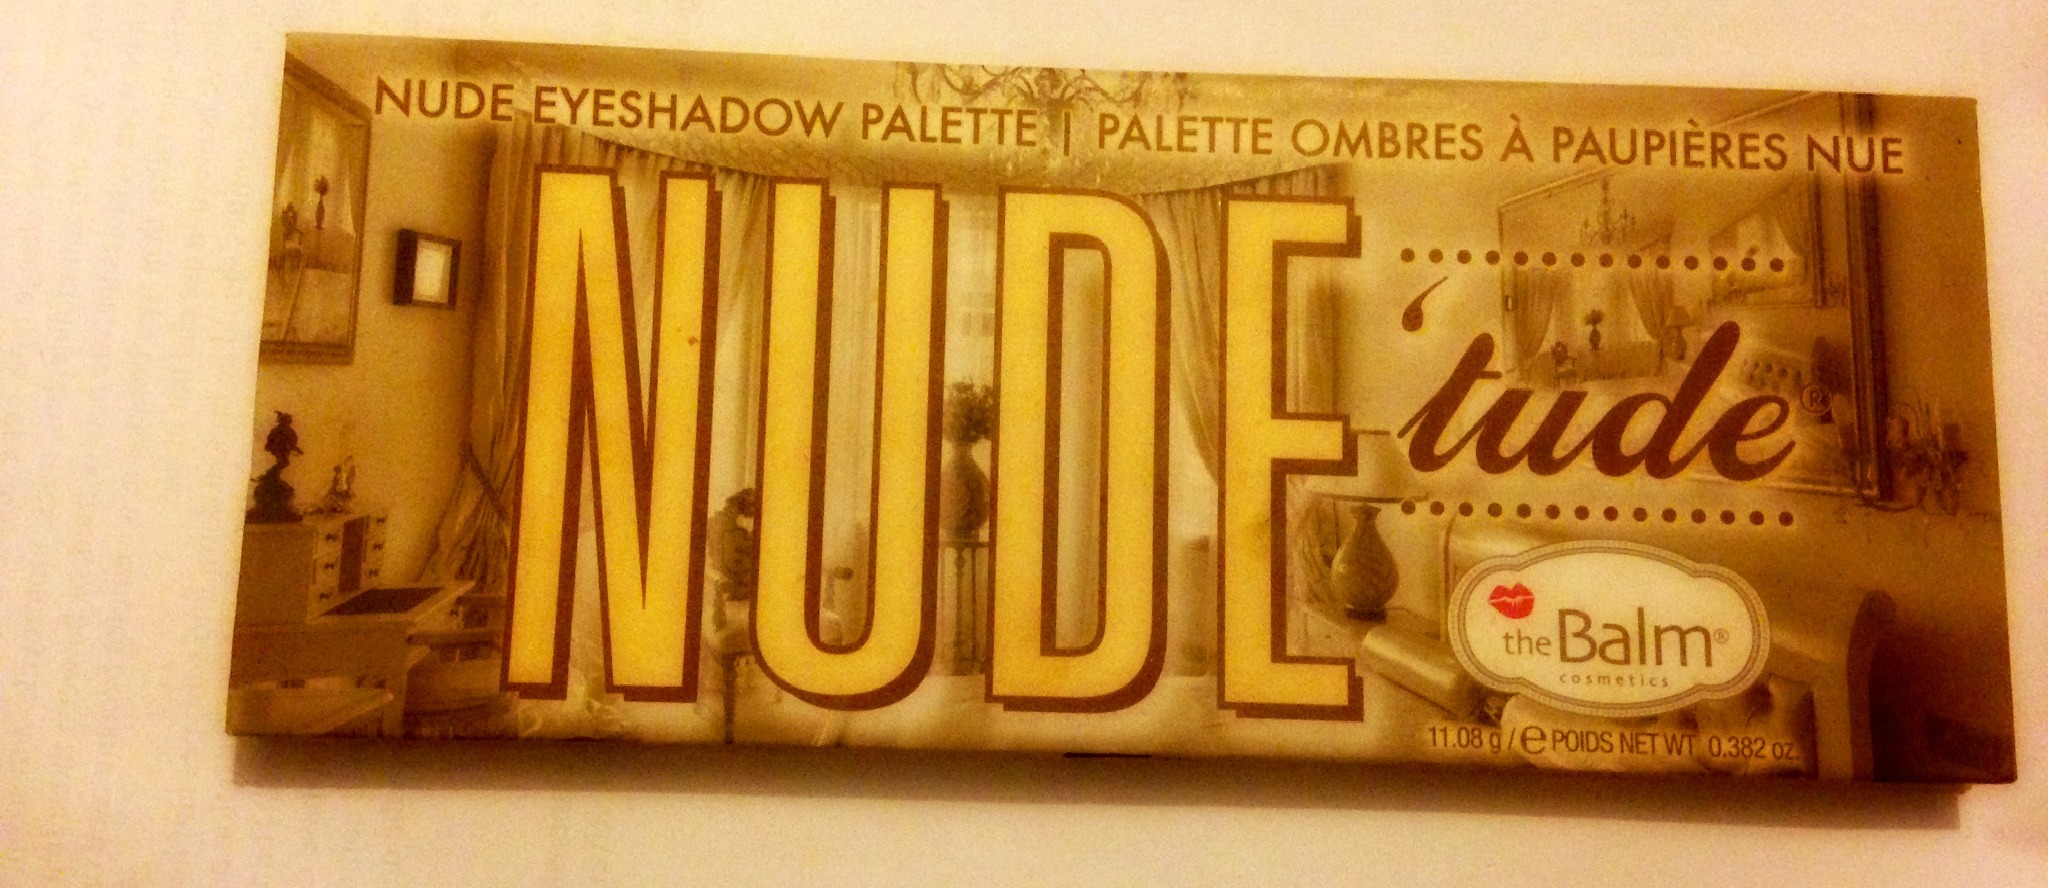 NUDE EYESHADOW PALETTE | PALETTE OMBRES À PAUPIÈRES NUE
NUDE
‘tude®
the Balm®
cosmetics
11.08 g / ℮ POIDS NET WT. 0.382 oz.